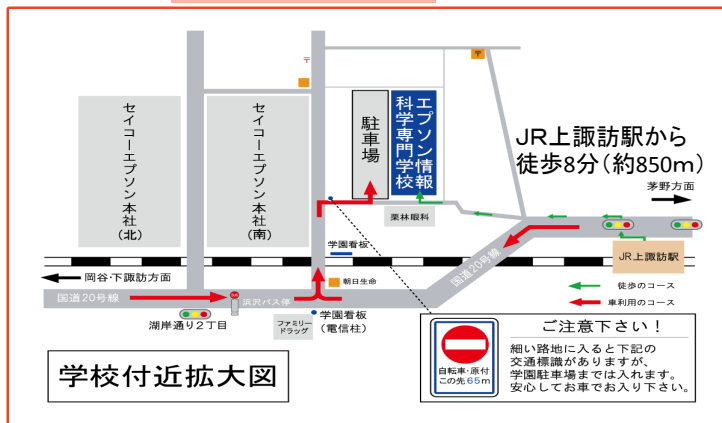 〒
〒
セイコーエプソン本社
(北)
セイコーエプソン本社
(南)
駐車場
エプソン情報
科学専門学校
JR上諏訪駅から
徒歩8分(約850m)
茅野方面
栗林眼科
学園看板
国道20号線
JR上諏訪駅
岡谷・下諏訪方面
朝日生命
徒歩のコース
車利用のコース
国道20号線
浜沢バス停
湖岸通り2丁目
ファミリー
ドラッグ
学園看板
(電信柱)
学校付近拡大図
自転車・原付
この先65m
ご注意下さい!
細い路地に入ると下記の
交通標識がありますが、
学園駐車場までは入れます。
安心してお車でお入り下さい。